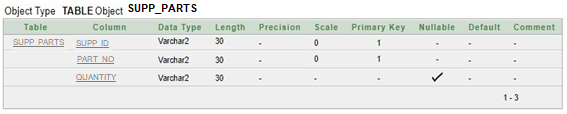 Object Type TABLE Object SUPP_PARTS
Table Column Data Type Length Precision Scale Primary Key Nullable Default Comment
SUPP_PARTS SUPP_ID Varchar2 30 - 0 1 - - -
PART_NO Varchar2 30 - 0 1 - - -
QUANTITY Varchar2 30 - - - ✓ - -
1 - 3